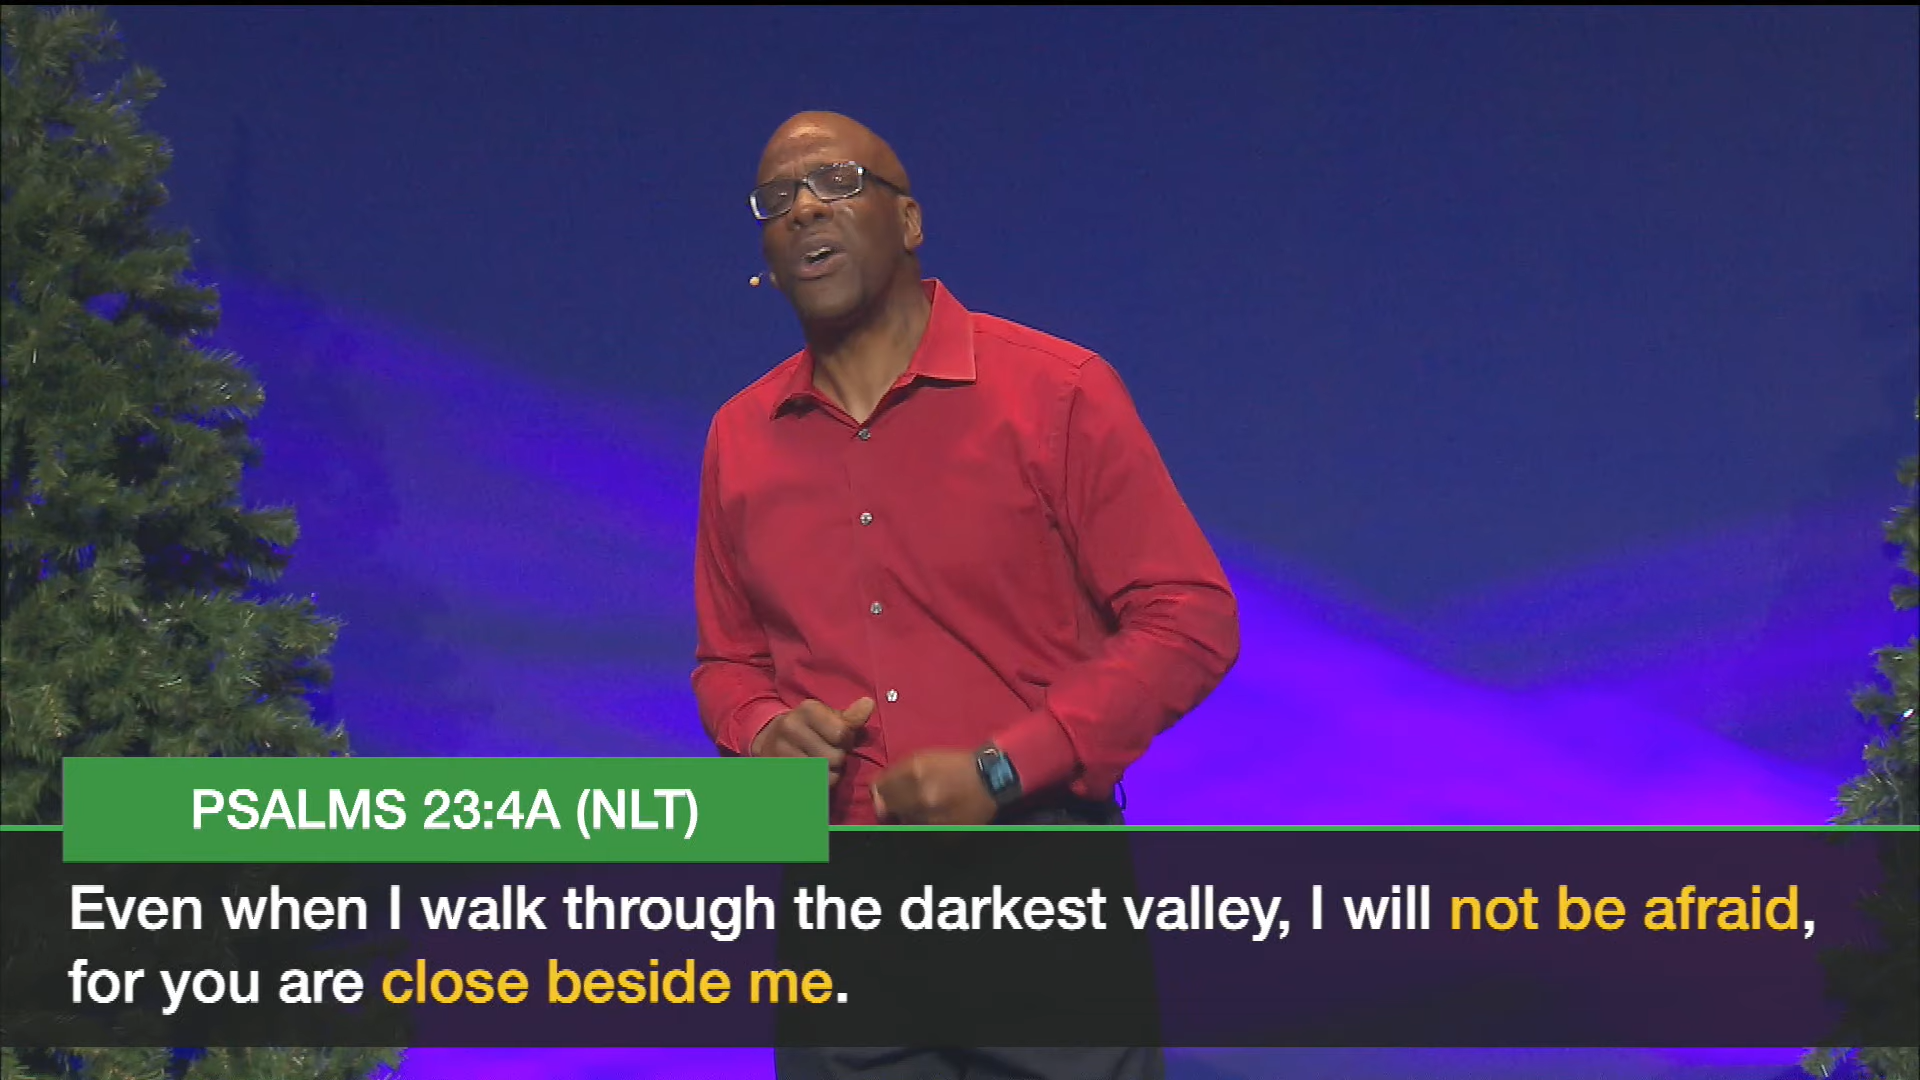 PSALMS 23:4A (NLT)
Even when I walk through the darkest valley, I will not be afraid,
for you are close beside me.